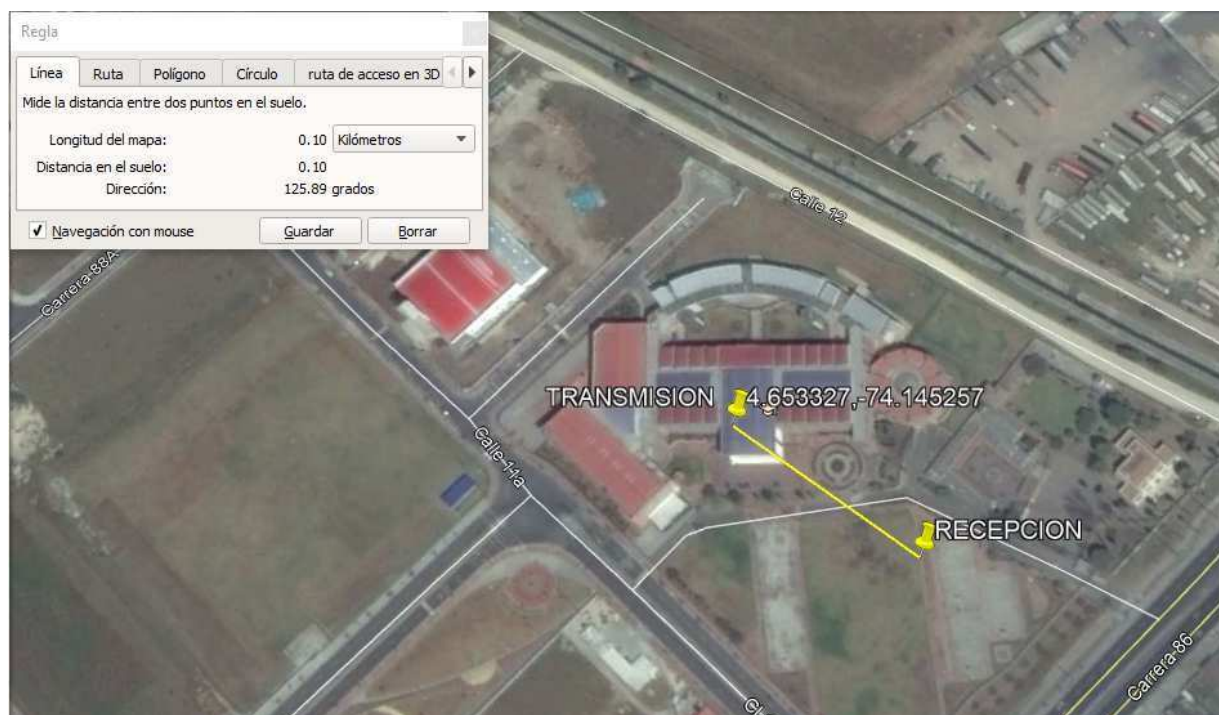 Regla
Línea Ruta Polígono Círculo ruta de acceso en 3D
Mide la distancia entre dos puntos en el suelo.
Longitud del mapa: 0.10 Kilómetros
Distancia en el suelo: 0.10
Dirección: 125.89 grados
Navegación con mouse Guardar Borrar
Calle 12
Carrera 88A
TRANSMISION 4.653327,-74.145257
Calle 11a
RECEPCION
Carrera 86